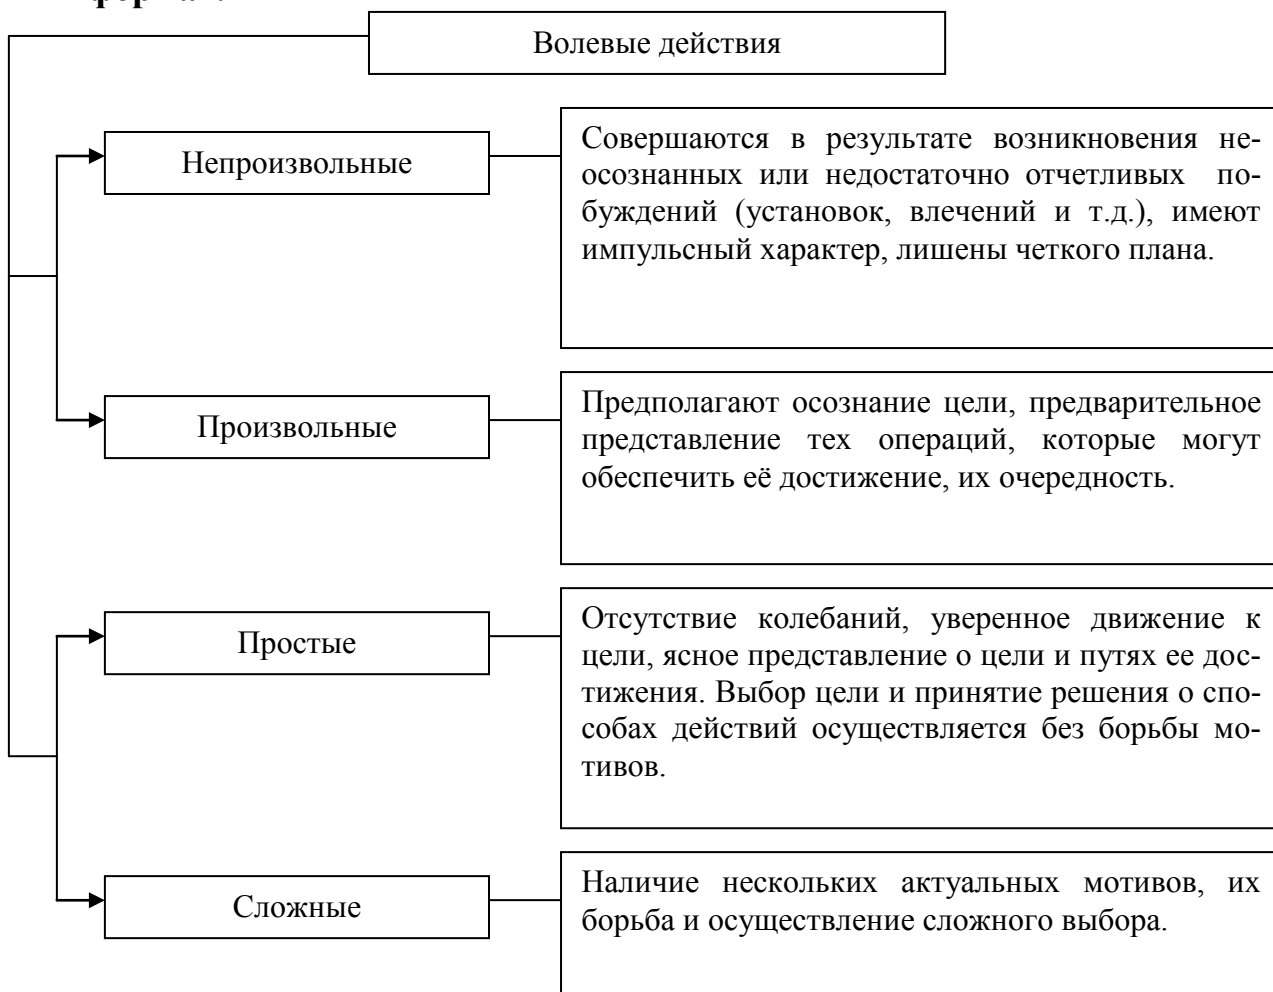 Волевые действия
Непроизвольные
Совершаются в результате возникновения не-
осознанных или недостаточно отчетливых по-
буждений (установок, влечений и т.д.), имеют
импульсный характер, лишены четкого плана.
Произвольные
Предполагают осознание цели, предварительное
представление тех операций, которые могут
обеспечить её достижение, их очередность.
Простые
Отсутствие колебаний, уверенное движение к
цели, ясное представление о цели и путях ее дос-
тижения. Выбор цели и принятие решения о спо-
собах действий осуществляется без борьбы мо-
тивов.
Сложные
Наличие нескольких актуальных мотивов, их
борьба и осуществление сложного выбора.